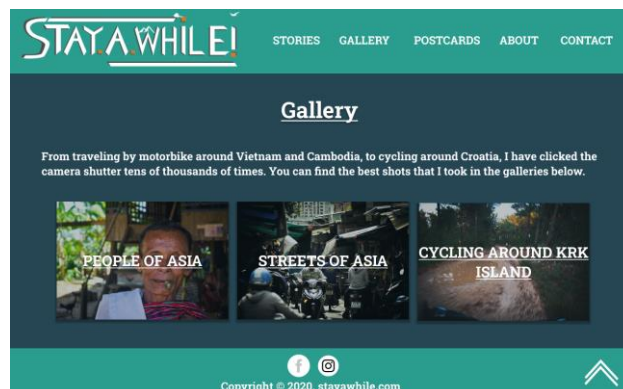 STAY.A.WHILE!
STORIES GALLERY POSTCARDS ABOUT CONTACT
Gallery
From traveling by motorbike around Vietnam and Cambodia, to cycling around Croatia, I have clicked the
camera shutter tens of thousands of times. You can find the best shots that I took in the galleries below.
PEOPLE OF ASIA
STREETS OF ASIA
CYCLING AROUND KRK
ISLAND
f
Copyright © 2020, stayawhile.com